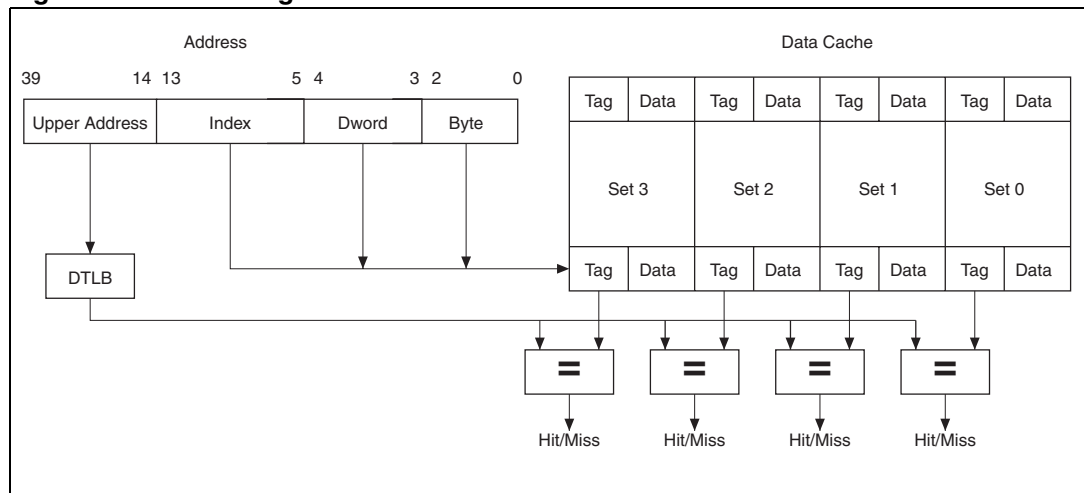 Address Data Cache
39 14 13 5 4 3 2 0
Upper Address Index Dword Byte
Tag Data Tag Data Tag Data Tag Data
Set 3 Set 2 Set 1 Set 0
DTLB
Tag Data Tag Data Tag Data Tag Data
= = = =
Hit/Miss Hit/Miss Hit/Miss Hit/Miss